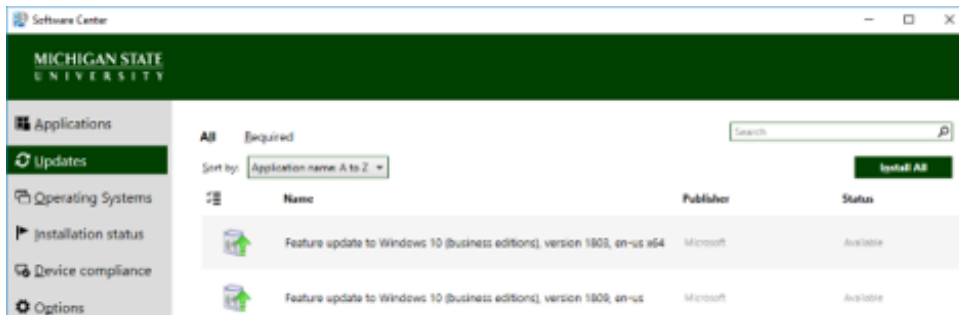 Software Center
MICHIGAN STATE
UNIVERSITY
Applications
Updates
Operating Systems
Installation status
Device compliance
Options
All Required
Search
Sort by: Application name: A to Z
Install All
Name Publisher Status
Feature update to Windows 10 (business editions), version 1803, en-us x64 Microsoft Available
Feature update to Windows 10 (business editions), version 1809, en-us Microsoft Available